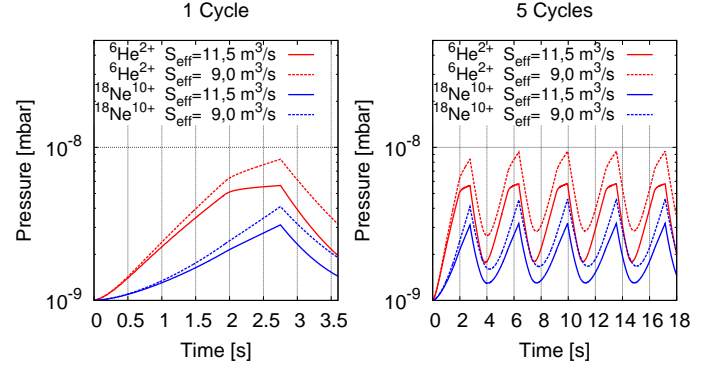 1 Cycle
5 Cycles
⁶He²⁺ S_eff=11,5 m³/s
⁶He²⁺ S_eff= 9,0 m³/s
¹⁸Ne¹⁰⁺ S_eff=11,5 m³/s
¹⁸Ne¹⁰⁺ S_eff= 9,0 m³/s
10⁻⁸
10⁻⁹
Pressure [mbar]
0 0.5 1 1.5 2 2.5 3 3.5
Time [s]
⁶He²⁺ S_eff=11,5 m³/s
⁶He²⁺ S_eff= 9,0 m³/s
¹⁸Ne¹⁰⁺ S_eff=11,5 m³/s
¹⁸Ne¹⁰⁺ S_eff= 9,0 m³/s
10⁻⁸
10⁻⁹
Pressure [mbar]
0 2 4 6 8 10 12 14 16 18
Time [s]